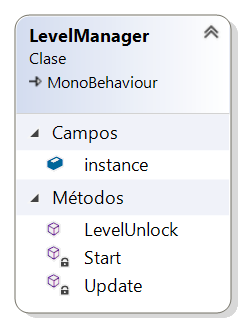 LevelManager
Clase
MonoBehaviour
Campos
instance
Métodos
LevelUnlock
Start
Update